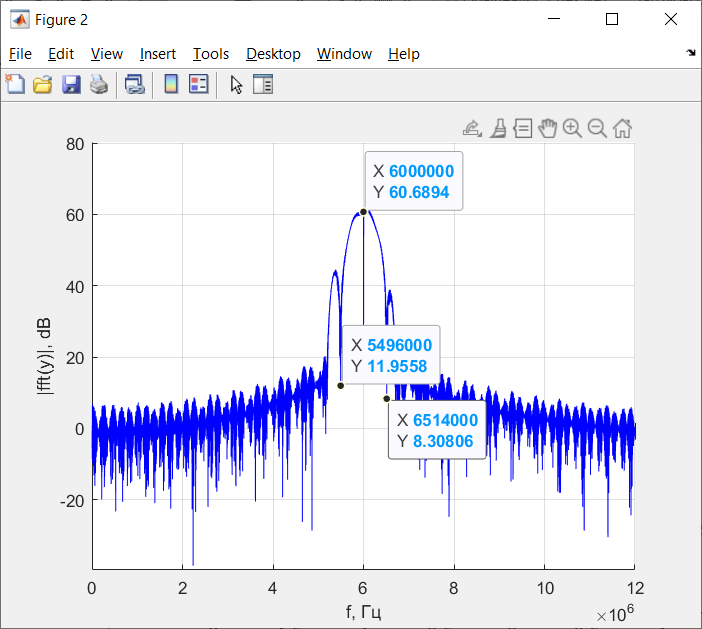 Figure 2
File Edit View Insert Tools Desktop Window Help
80
60
40
20
0
-20
|fft(y)|, dB
X 6000000
Y 60.6894
X 5496000
Y 11.9558
X 6514000
Y 8.30806
0 2 4 6 8 10 12
f, Гц
×10⁶